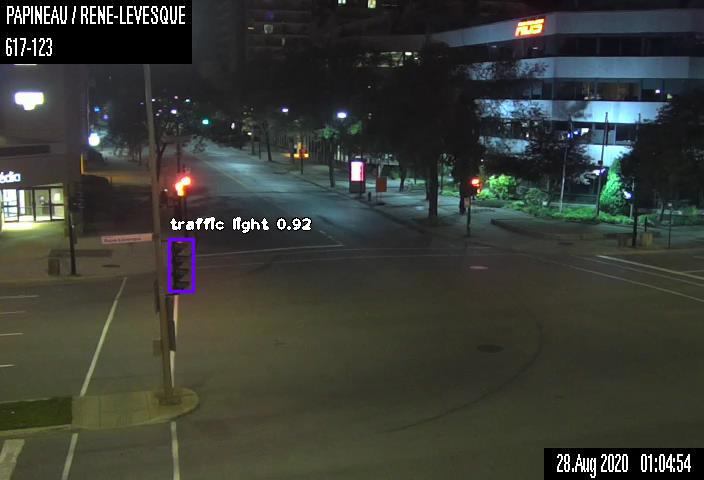 PAPINEAU / RENE-LEVESQUE
617-123
traffic light 0.92
28.Aug 2020 01:04:54